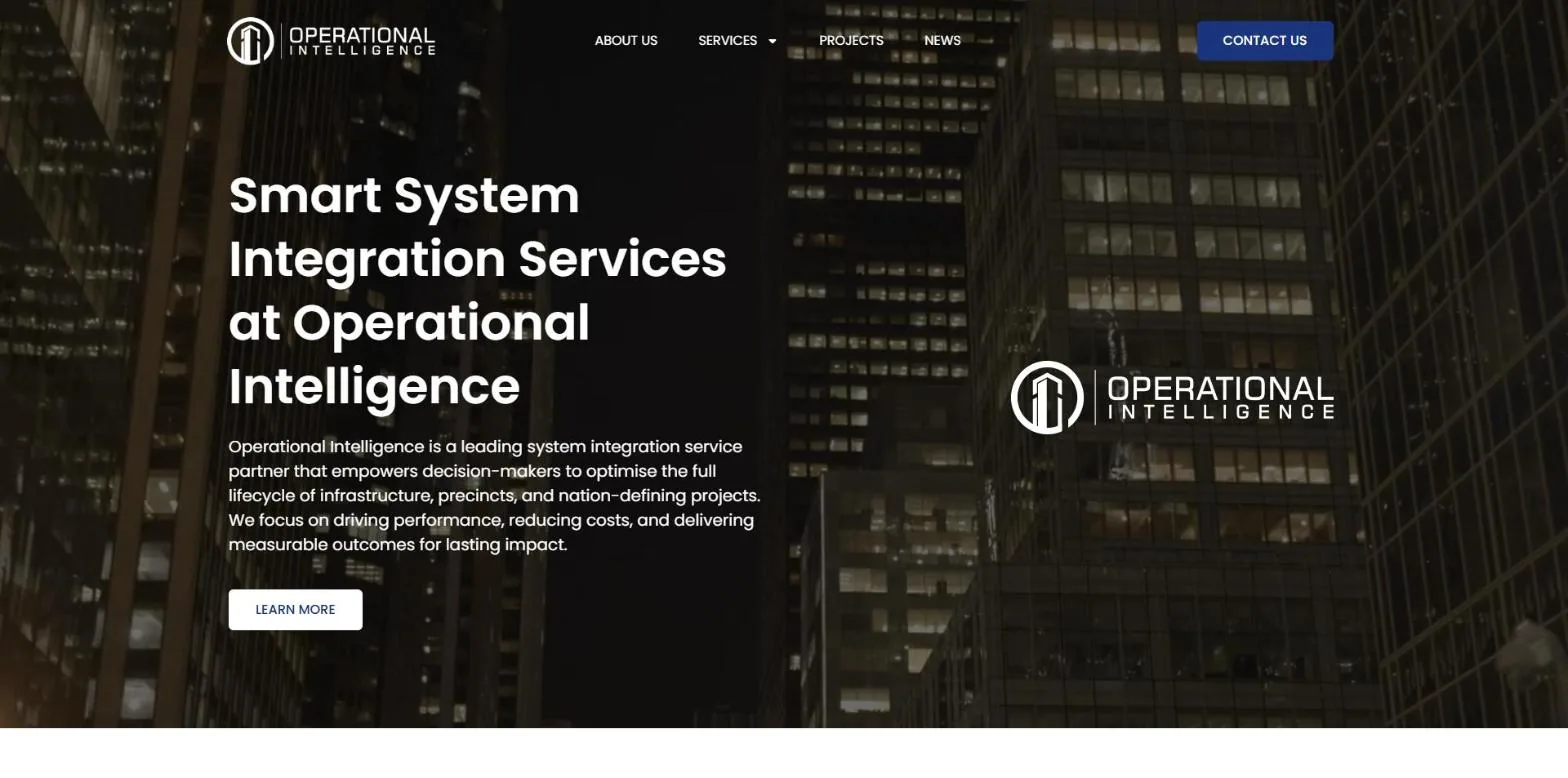 OPERATIONAL
INTELLIGENCE
ABOUT US
SERVICES
PROJECTS
NEWS
CONTACT US
Smart System
Integration Services
at Operational
Intelligence
Operational Intelligence is a leading system integration service
partner that empowers decision-makers to optimise the full
lifecycle of infrastructure, precincts, and nation-defining projects.
We focus on driving performance, reducing costs, and delivering
measurable outcomes for lasting impact.
LEARN MORE
OPERATIONAL
INTELLIGENCE